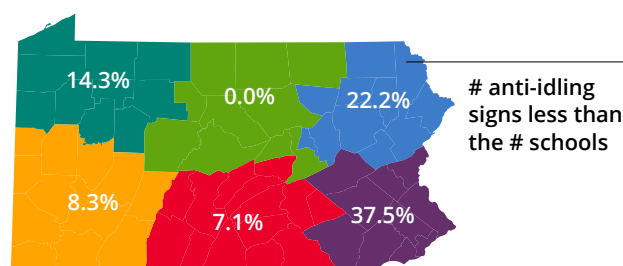 14.3%
0.0%
22.2%
# anti-idling
signs less than
the # schools
8.3%
7.1%
37.5%